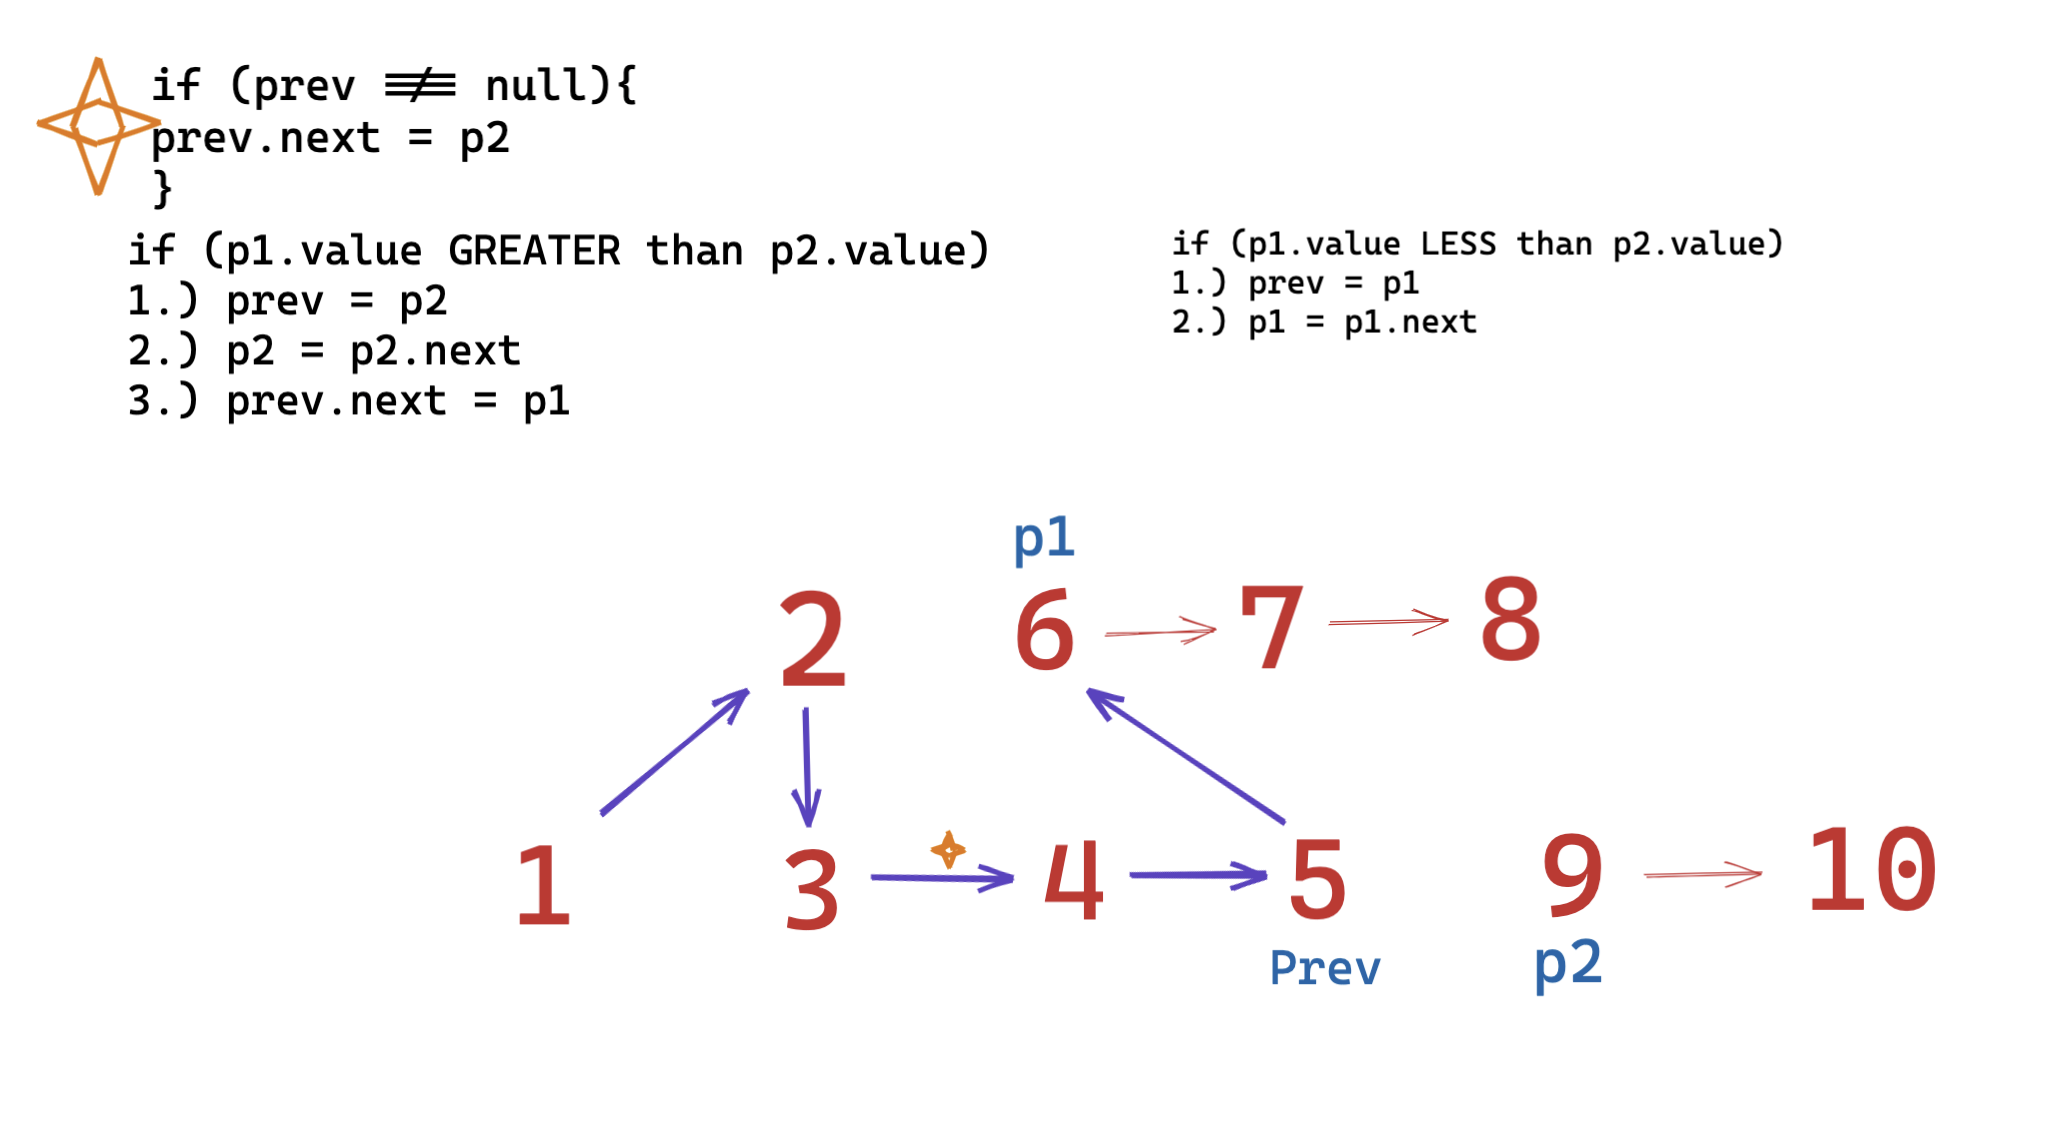 if (prev !== null){
prev.next = p2
}
if (p1.value GREATER than p2.value)
1.) prev = p2
2.) p2 = p2.next
3.) prev.next = p1
if (p1.value LESS than p2.value)
1.) prev = p1
2.) p1 = p1.next
p1
2 6 7 8
1 3 4 5 9 10
Prev p2